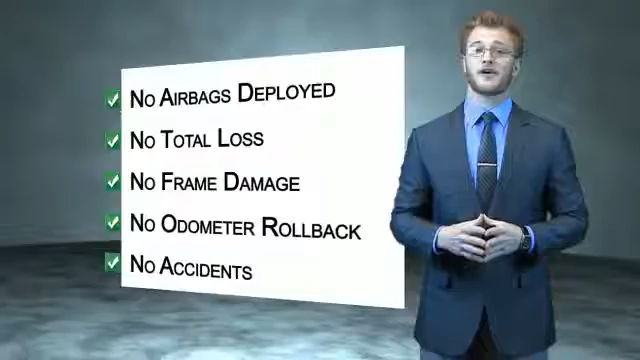 No Airbags Deployed
No Total Loss
No Frame Damage
No Odometer Rollback
No Accidents